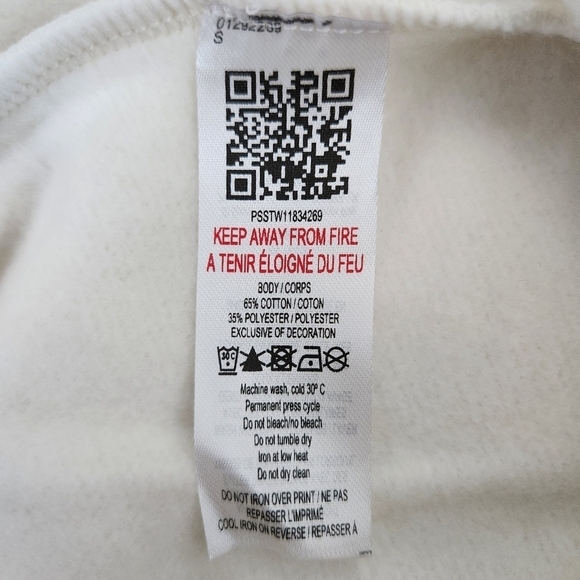 01292269
S
PSSTW11834269
KEEP AWAY FROM FIRE
A TENIR ÉLOIGNÉ DU FEU
BODY / CORPS
65% COTTON / COTON
35% POLYESTER / POLYESTER
EXCLUSIVE OF DECORATION
30C
Machine wash, cold 30º C
Permanent press cycle
Do not bleach/no bleach
Do not tumble dry
Iron at low heat
Do not dry clean
DO NOT IRON OVER PRINT / NE PAS
REPASSER L'IMPRIMÉ
COOL IRON ON REVERSE / REPASSER À